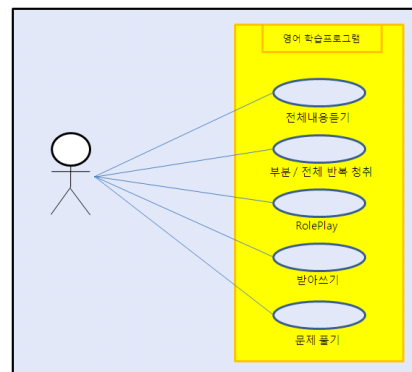 영어 학습프로그램
전체내용듣기
부분 / 전체 반복 청취
RolePlay
받아쓰기
문제 풀기